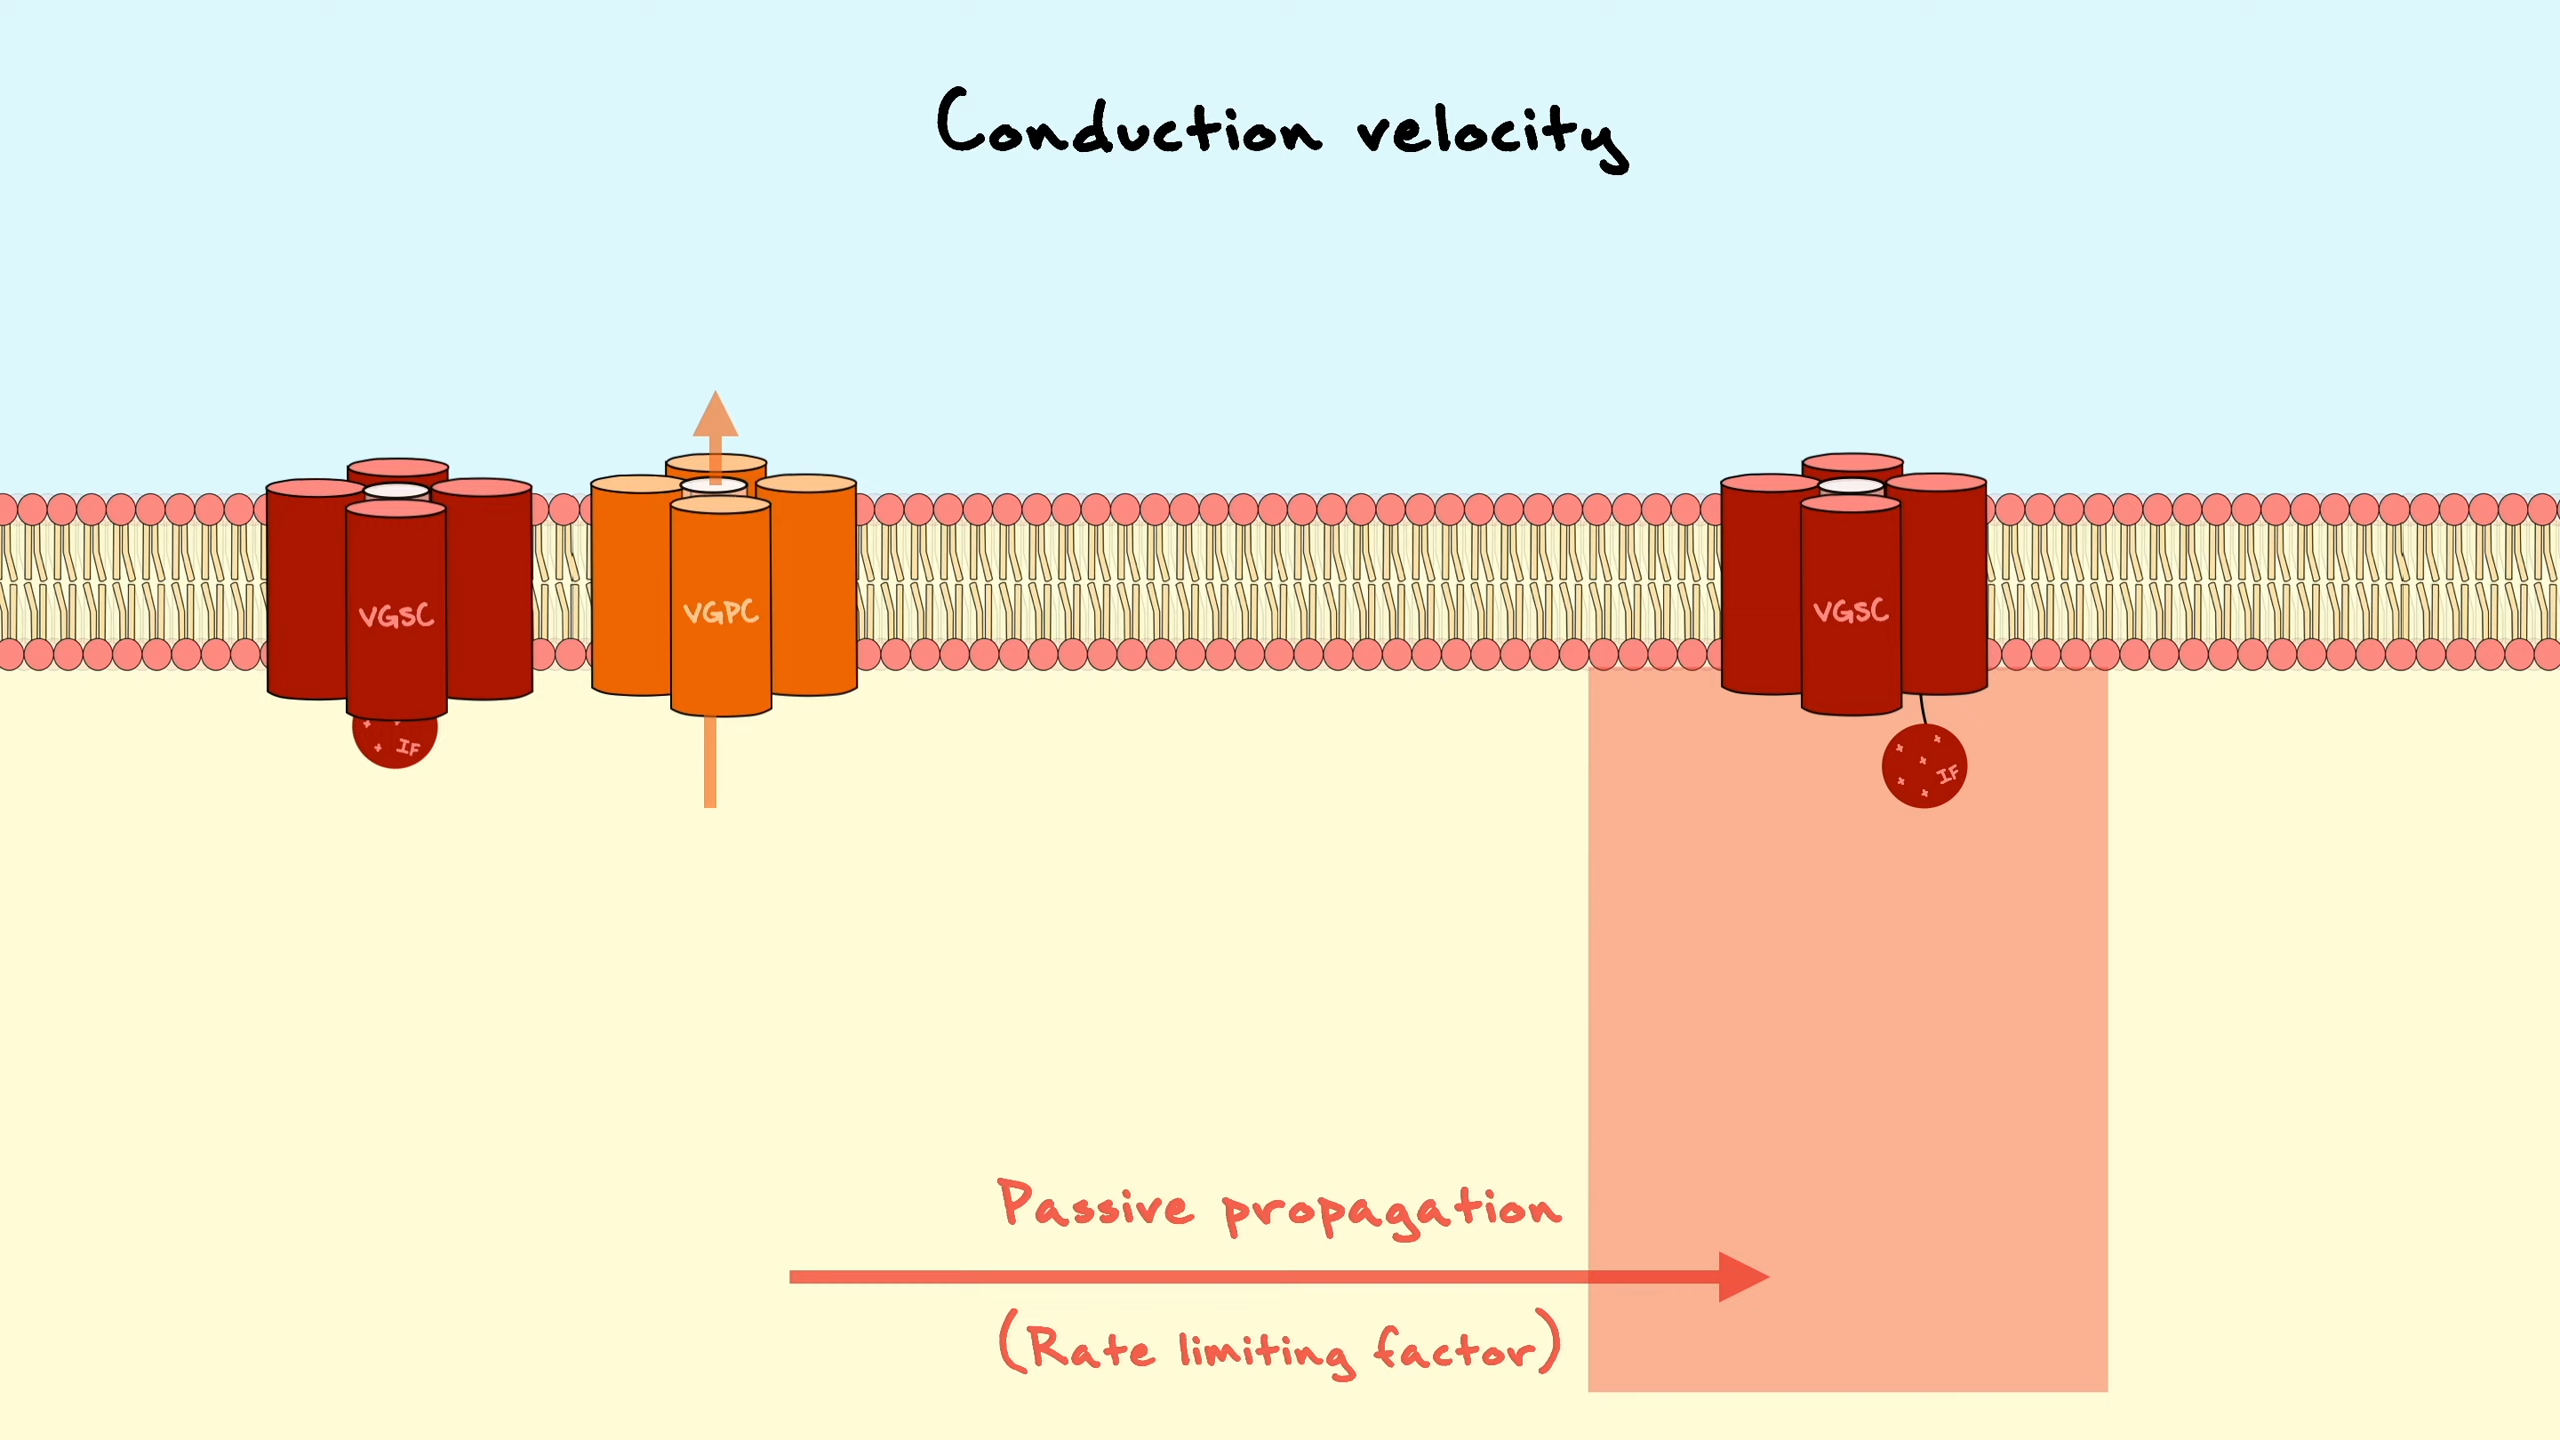 Conduction velocity
VGSC
VGPC
VGSC
IF
IF
Passive propagation
(Rate limiting factor)